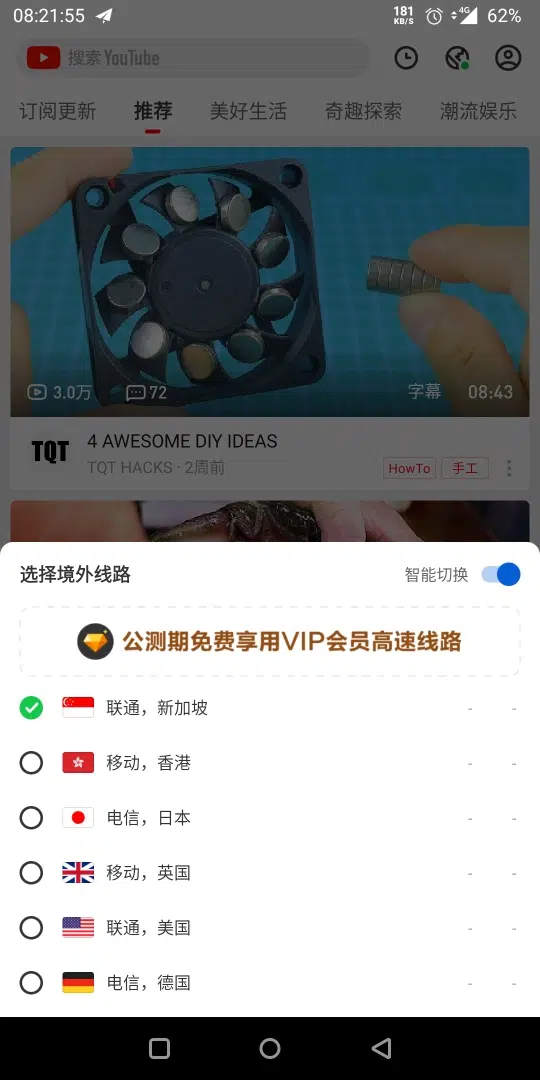 08:21:55 181 KB/S 4G 62%
搜索 YouTube
订阅更新 推荐 美好生活 奇趣探索 潮流娱乐
3.0万 72 字幕 08:43
TQT 4 AWESOME DIY IDEAS
TQT HACKS · 2周前 HowTo 手工
选择境外线路 智能切换
公测期免费享用VIP会员高速线路
联通，新加坡 - -
移动，香港 - -
电信，日本 - -
移动，英国 - -
联通，美国 - -
电信，德国 - -